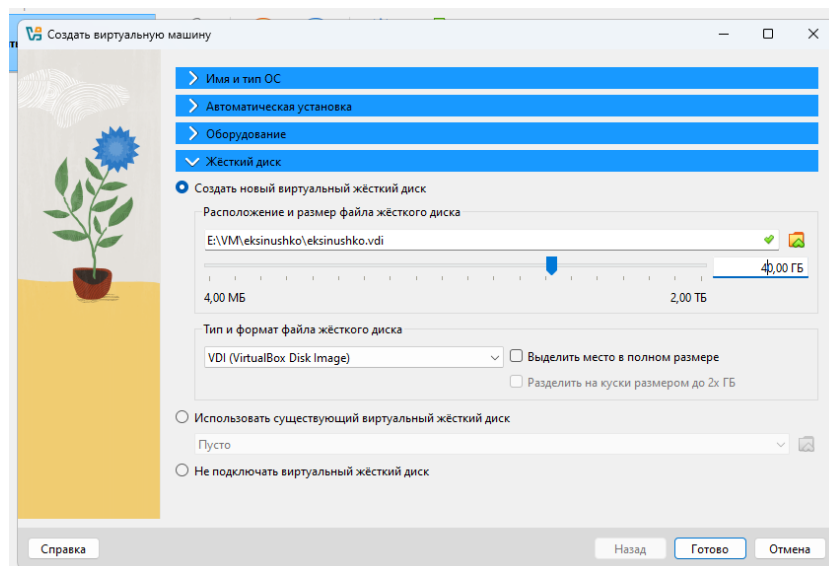 Создать виртуальную машину
Имя и тип ОС
Автоматическая установка
Оборудование
Жёсткий диск
Создать новый виртуальный жёсткий диск
Расположение и размер файла жёсткого диска
E:\VM\eksinushko\eksinushko.vdi
40,00 ГБ
4,00 МБ 2,00 ТБ
Тип и формат файла жёсткого диска
VDI (VirtualBox Disk Image) Выделить место в полном размере
Разделить на куски размером до 2х ГБ
Использовать существующий виртуальный жёсткий диск
Пусто
Не подключать виртуальный жёсткий диск
Справка Назад Готово Отмена